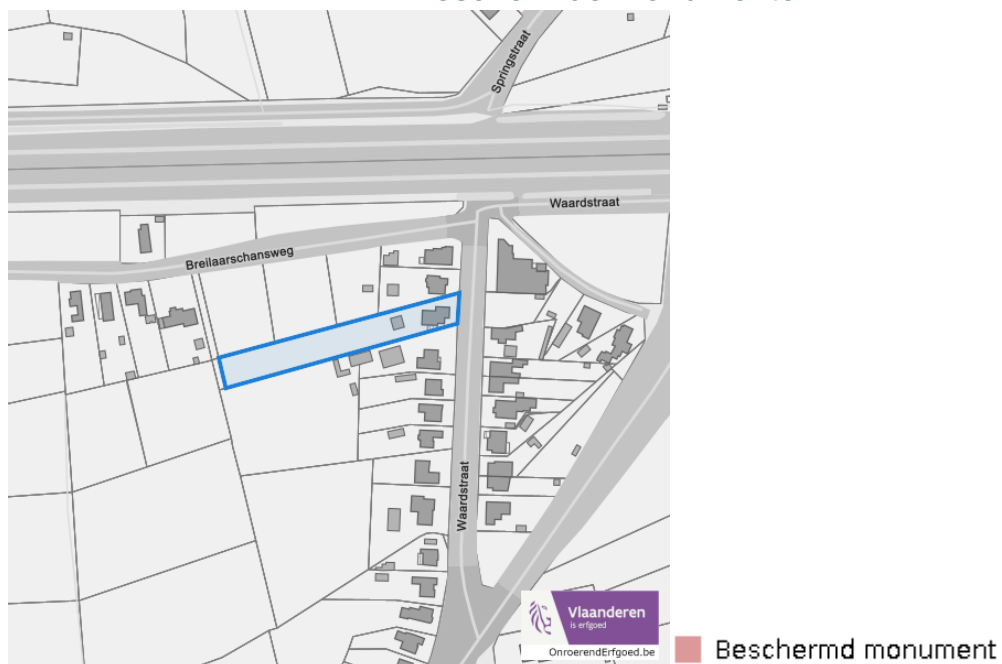 Springstraat
Waardstraat
Breilaarschansweg
Waardstraat
Vlaanderen
is erfgoed
OnroerendErfgoed.be
Beschermd monument